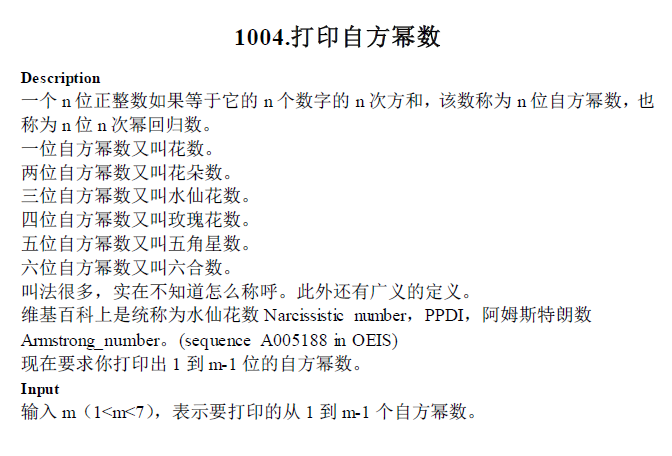 1004.打印自方幂数
Description
一个 n 位正整数如果等于它的 n 个数字的 n 次方和，该数称为 n 位自方幂数，也
称为 n 位 n 次幂回归数。
一位自方幂数又叫花数。
两位自方幂数又叫花朵数。
三位自方幂数又叫水仙花数。
四位自方幂数又叫玫瑰花数。
五位自方幂数又叫五角星数。
六位自方幂数又叫六合数。
叫法很多，实在不知道怎么称呼。此外还有广义的定义。
维基百科上是统称为水仙花数 Narcissistic number，PPDI，阿姆斯特朗数
Armstrong_number。(sequence A005188 in OEIS)
现在要求你打印出 1 到 m-1 位的自方幂数。
Input
输入 m（1<m<7），表示要打印的从 1 到 m-1 个自方幂数。